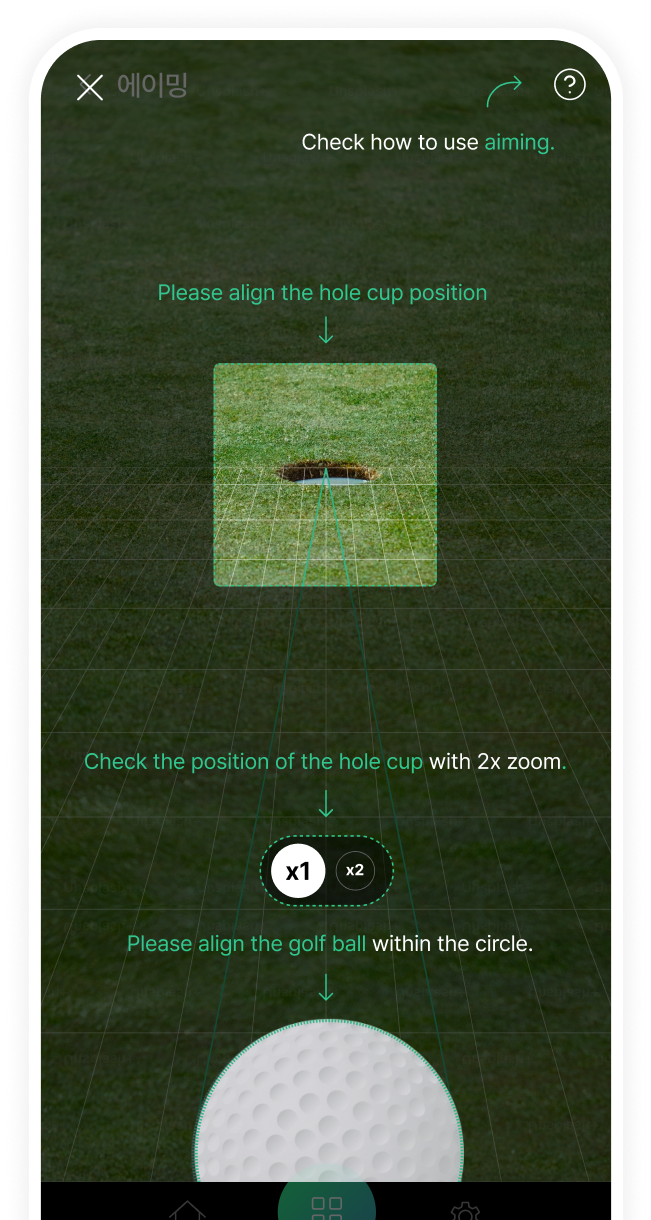 에이밍
Check how to use aiming.
Please align the hole cup position
Check the position of the hole cup with 2x zoom.
x1 x2
Please align the golf ball within the circle.